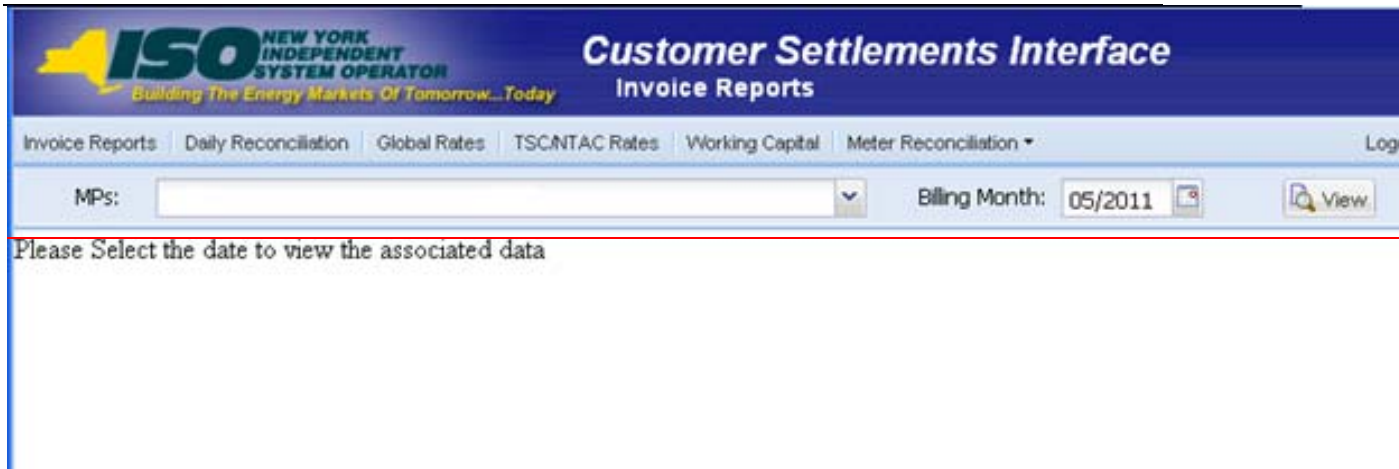 ISO NEW YORK
INDEPENDENT
SYSTEM OPERATOR
Building The Energy Markets Of Tomorrow...Today
Customer Settlements Interface
Invoice Reports
Invoice Reports Daily Reconciliation Global Rates TSC/NTAC Rates Working Capital Meter Reconciliation Log
MPs: Billing Month: 05/2011 View
Please Select the date to view the associated data